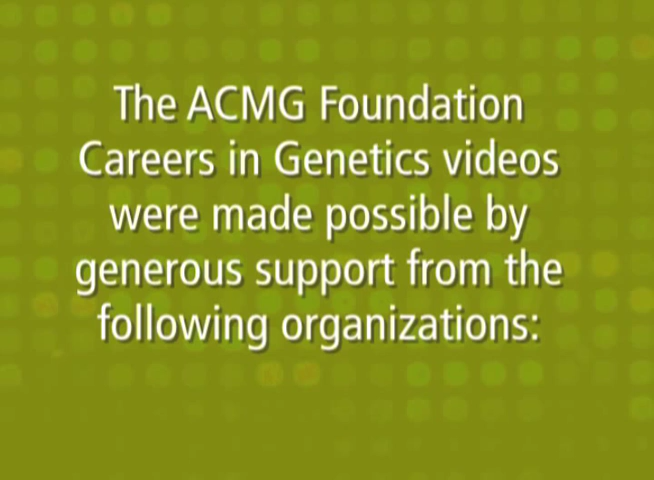 The ACMG Foundation
Careers in Genetics videos
were made possible by
generous support from the
following organizations: